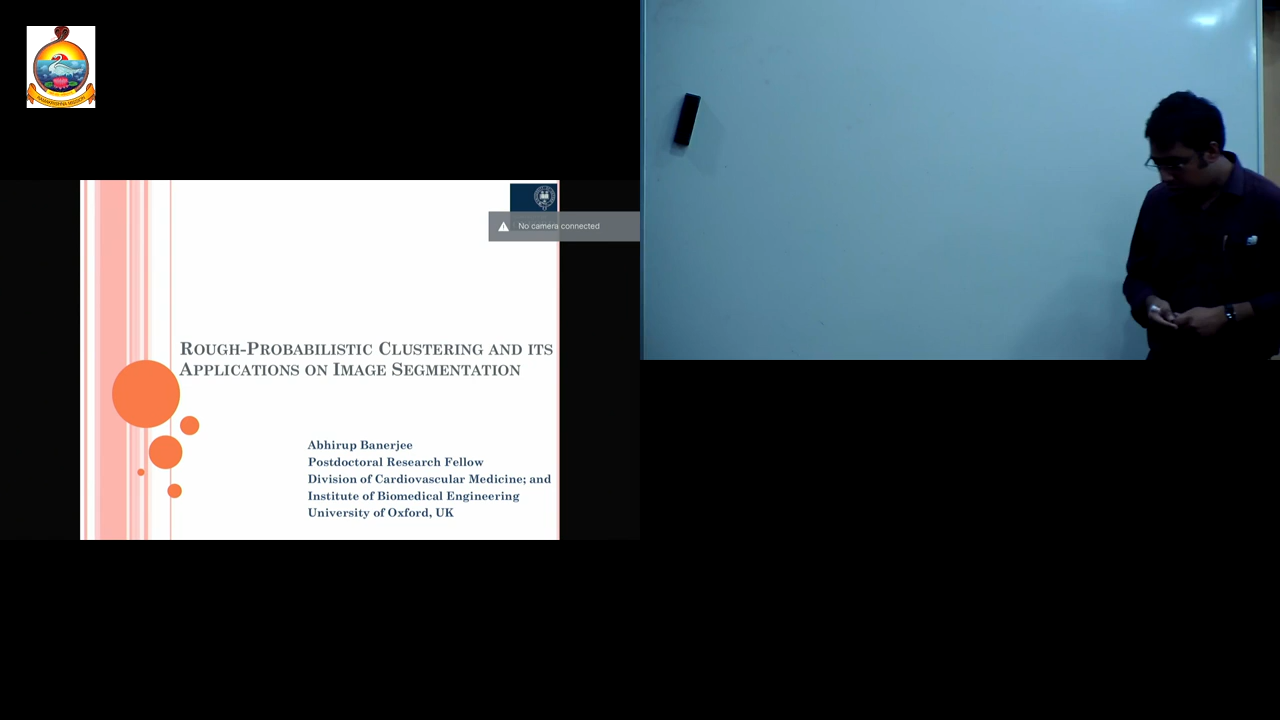 No camera connected
ROUGH-PROBABILISTIC CLUSTERING AND ITS
APPLICATIONS ON IMAGE SEGMENTATION
Abhirup Banerjee
Postdoctoral Research Fellow
Division of Cardiovascular Medicine; and
Institute of Biomedical Engineering
University of Oxford, UK